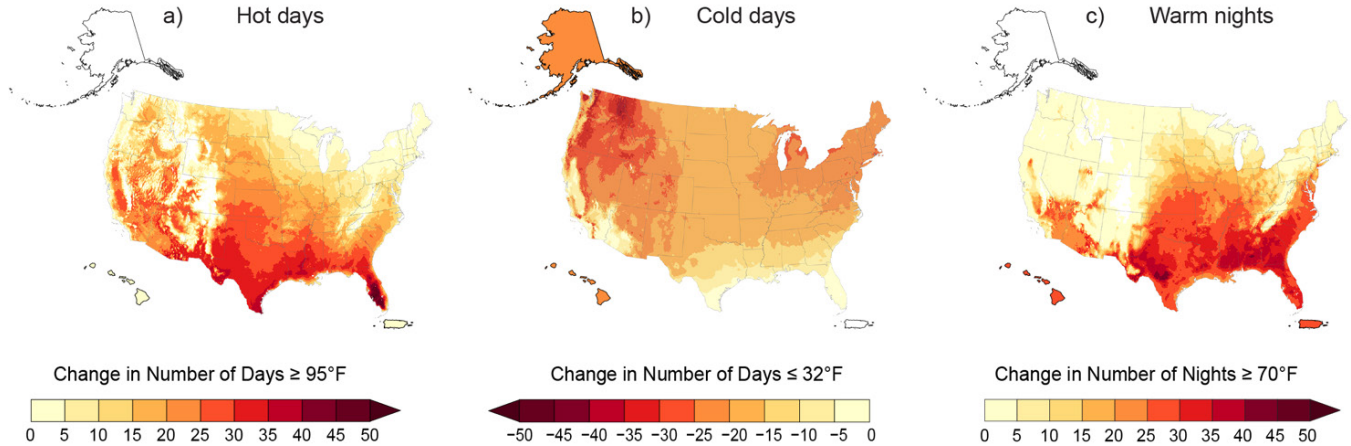 a) Hot days
b) Cold days
c) Warm nights
Change in Number of Days ≥ 95°F
0 5 10 15 20 25 30 35 40 45 50
Change in Number of Days ≤ 32°F
−50 −45 −40 −35 −30 −25 −20 −15 −10 −5 0
Change in Number of Nights ≥ 70°F
0 5 10 15 20 25 30 35 40 45 50